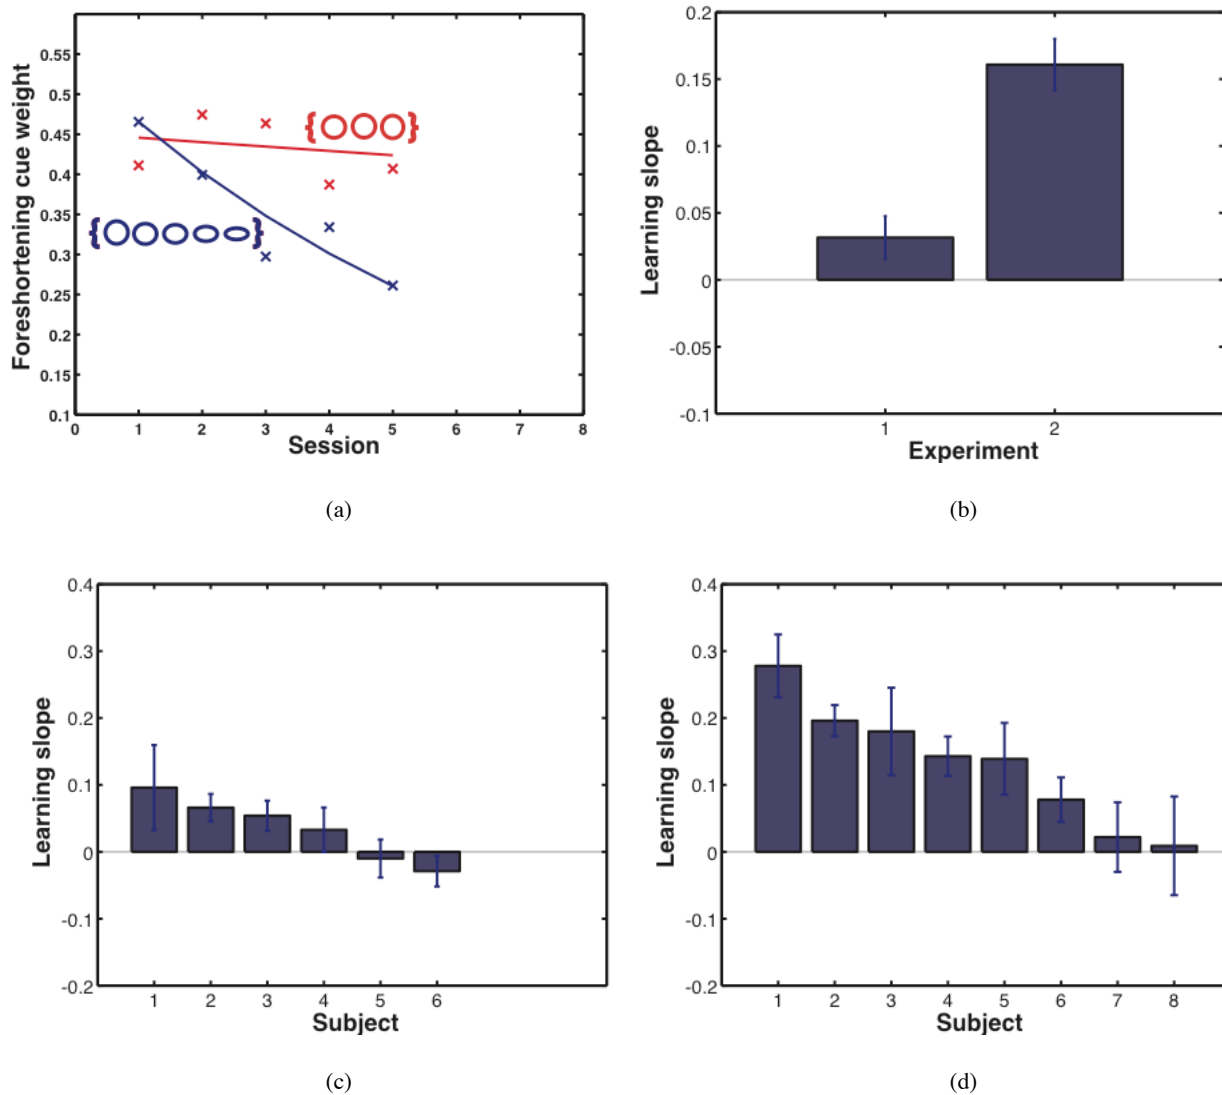 Foreshortening cue weight
0.55
0.5
0.45
0.4
0.35
0.3
0.25
0.2
0.15
0.1
0 1 2 3 4 5 6 7 8
Session
(a)
Learning slope
0.2
0.15
0.1
0.05
0
-0.05
-0.1
1 2
Experiment
(b)
Learning slope
0.4
0.3
0.2
0.1
0
-0.1
-0.2
1 2 3 4 5 6
Subject
(c)
Learning slope
0.4
0.3
0.2
0.1
0
-0.1
-0.2
1 2 3 4 5 6 7 8
Subject
(d)